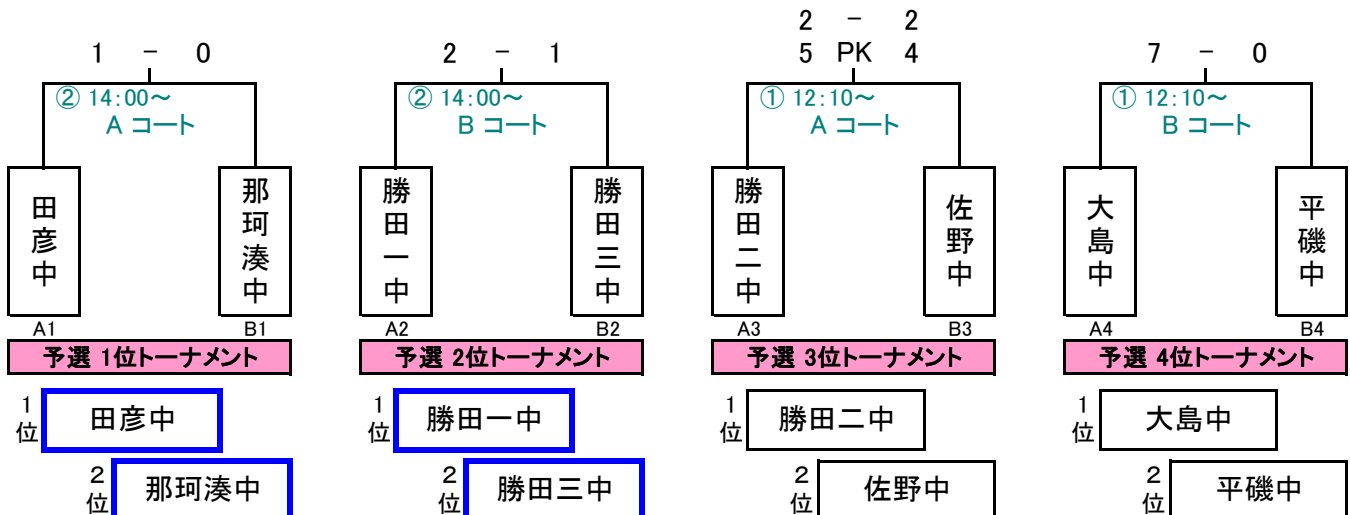 1 － 0
② 14:00～
A コート
田彦中
那珂湊中
A1
B1
予選 1位トーナメント
1位
田彦中
2位
那珂湊中
2 － 1
② 14:00～
B コート
勝田一中
勝田三中
A2
B2
予選 2位トーナメント
1位
勝田一中
2位
勝田三中
2 － 2
5 PK 4
① 12:10～
A コート
勝田二中
佐野中
A3
B3
予選 3位トーナメント
1位
勝田二中
2位
佐野中
7 － 0
① 12:10～
B コート
大島中
平磯中
A4
B4
予選 4位トーナメント
1位
大島中
2位
平磯中